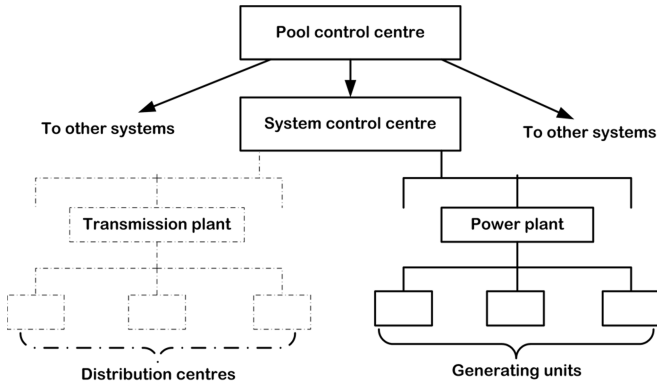 Pool control centre
To other systems
System control centre
To other systems
Transmission plant
Power plant
Distribution centres
Generating units